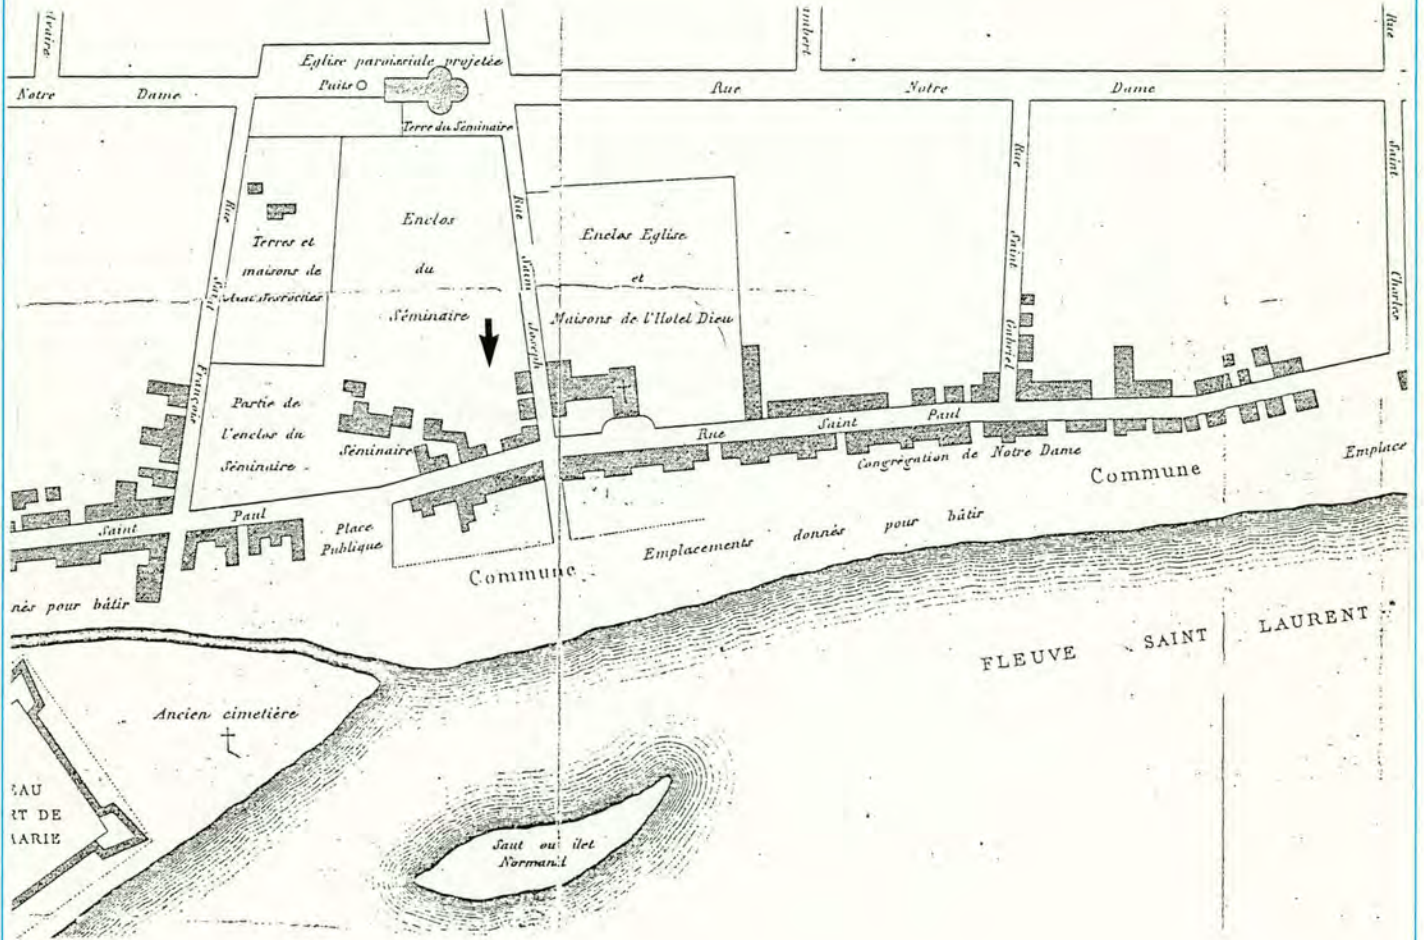 Rue
Eglise paroissiale projetée
Puits
Notre Dame
Rue Notre Dame
Terre du Séminaire
Rue Saint François
Rue Saint Joseph
Rue Saint Gabriel
Saint Charles
Terres et
maisons de
Enclos
du
Séminaire
Enclos Eglise
et
Maisons de l'Hotel Dieu
Partie de
l'enclos du
Séminaire
Séminaire
Rue Saint Paul
Congrégation de Notre Dame
Commune
Emplace
Saint Paul
Place
Publique
Emplacements donnés pour bâtir
Commune
nés pour bâtir
FLEUVE SAINT LAURENT
Ancien cimetière
EAU
RT DE
MARIE
Saut ou ilet
Normand